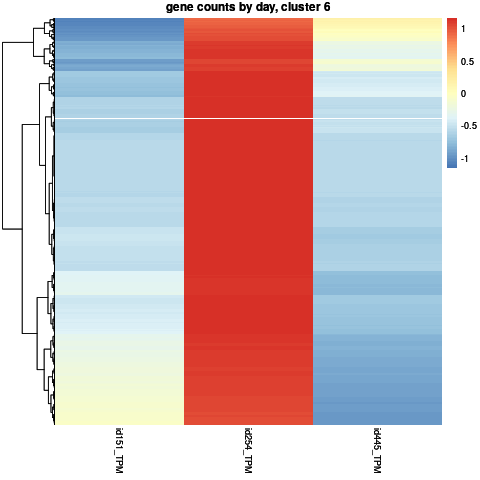 gene counts by day, cluster 6
1
0.5
0
-0.5
-1
id151_TPM
id254_TPM
id445_TPM